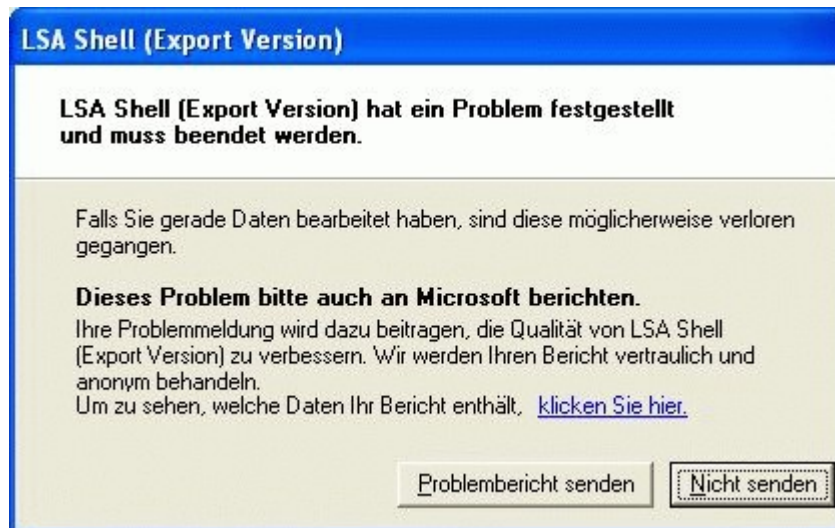 LSA Shell (Export Version)
LSA Shell (Export Version) hat ein Problem festgestellt
und muss beendet werden.
Falls Sie gerade Daten bearbeitet haben, sind diese möglicherweise verloren
gegangen.
Dieses Problem bitte auch an Microsoft berichten.
Ihre Problemmeldung wird dazu beitragen, die Qualität von LSA Shell
(Export Version) zu verbessern. Wir werden Ihren Bericht vertraulich und
anonym behandeln.
Um zu sehen, welche Daten Ihr Bericht enthält, klicken Sie hier.
Problembericht senden Nicht senden